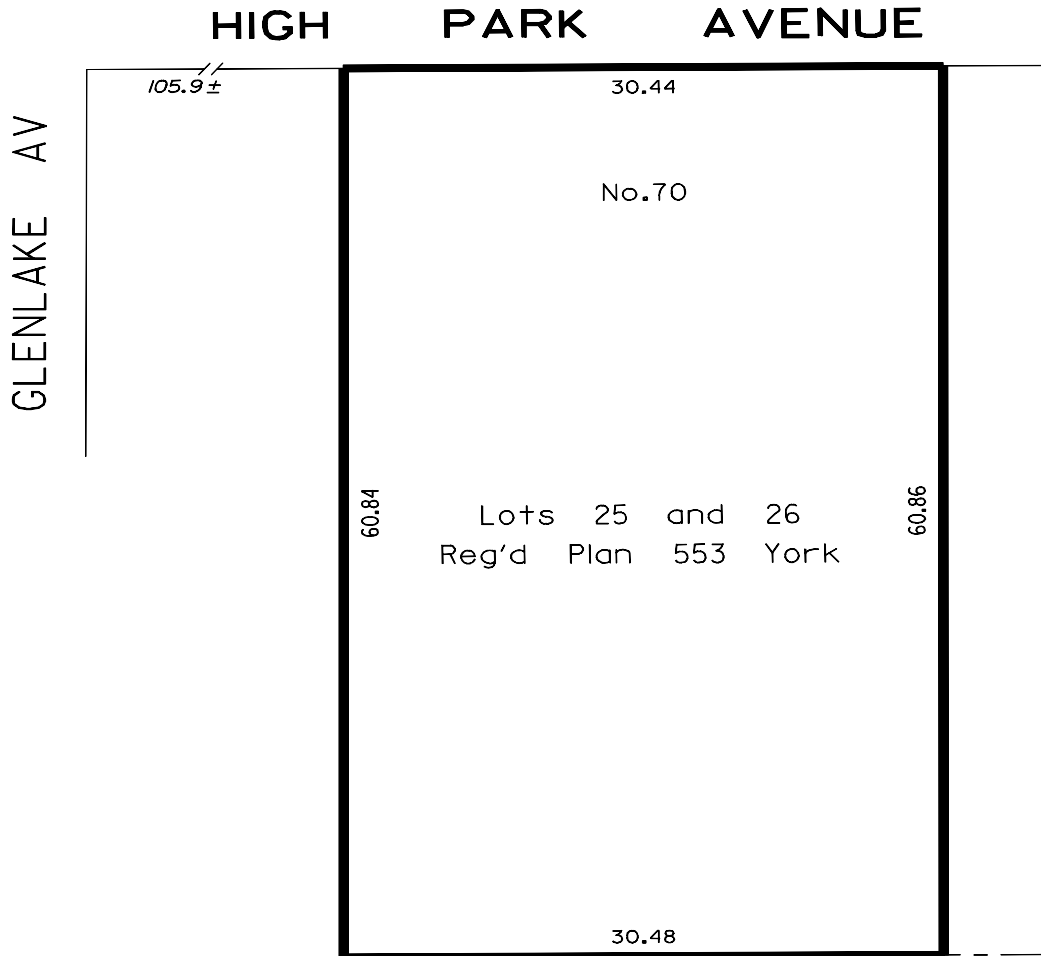 HIGH PARK AVENUE
105.9±
30.44
GLENLAKE AV
No.70
60.84
60.86
Lots 25 and 26
Reg'd Plan 553 York
30.48